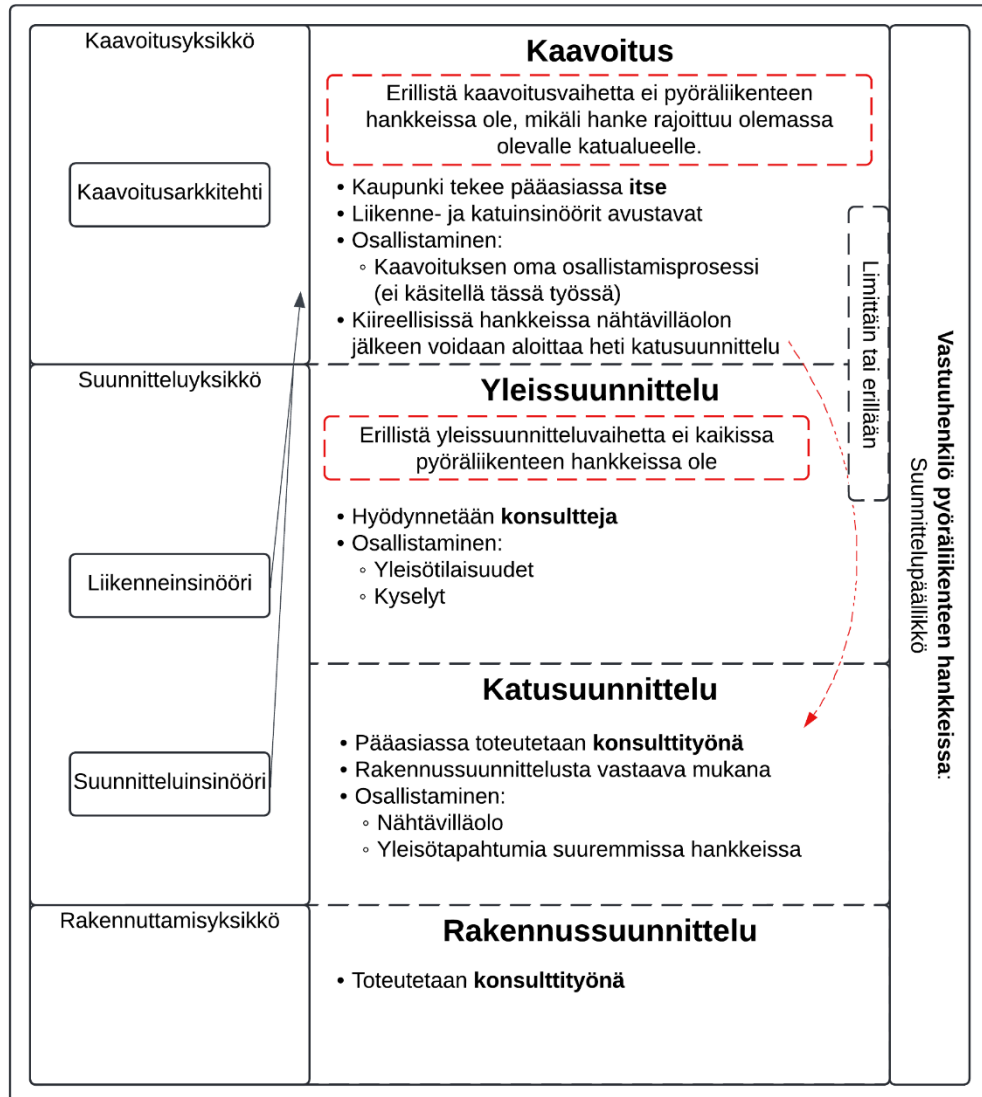 Kaavoitusyksikkö
Kaavoitusarkkitehti
Kaavoitus
Erillistä kaavoitusvaihetta ei pyöräliikenteen
hankkeissa ole, mikäli hanke rajoittuu olemassa
olevalle katualueelle.
• Kaupunki tekee pääasiassa itse
• Liikenne- ja katuinsinöörit avustavat
• Osallistaminen:
◦ Kaavoituksen oma osallistamisprosessi
(ei käsitellä tässä työssä)
• Kiireellisissä hankkeissa nähtävilläolon
jälkeen voidaan aloittaa heti katusuunnittelu
Limittäin tai erillään
Suunnitteluyksikkö
Liikenneinsinööri
Suunnitteluinsinööri
Yleissuunnittelu
Erillistä yleissuunnitteluvaihetta ei kaikissa
pyöräliikenteen hankkeissa ole
• Hyödynnetään konsultteja
• Osallistaminen:
◦ Yleisötilaisuudet
◦ Kyselyt
Katusuunnittelu
• Pääasiassa toteutetaan konsulttityönä
• Rakennussuunnittelusta vastaava mukana
• Osallistaminen:
◦ Nähtävilläolo
◦ Yleisötapahtumia suuremmissa hankkeissa
Rakennuttamisyksikkö
Rakennussuunnittelu
• Toteutetaan konsulttityönä
Vastuuhenkilö pyöräliikenteen hankkeissa:
Suunnittelupäällikkö